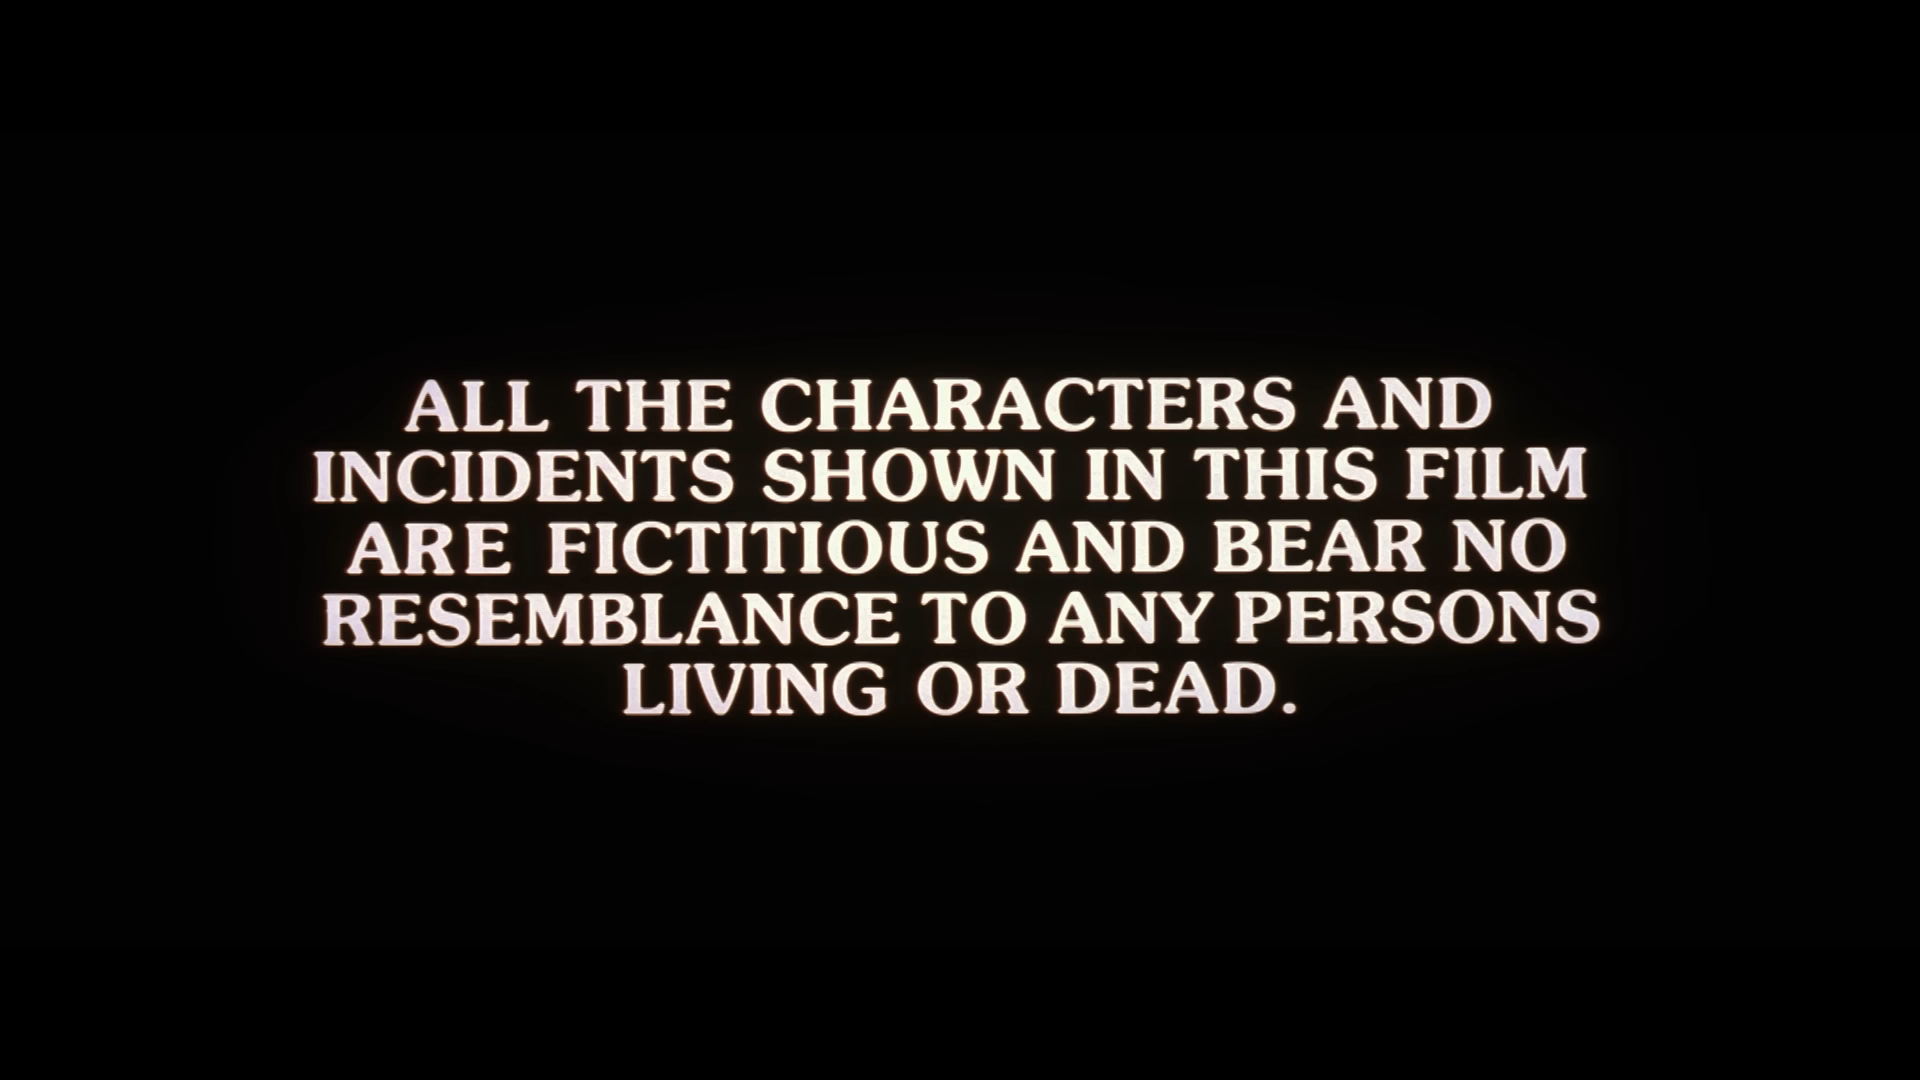 ALL THE CHARACTERS AND
INCIDENTS SHOWN IN THIS FILM
ARE FICTITIOUS AND BEAR NO
RESEMBLANCE TO ANY PERSONS
LIVING OR DEAD.